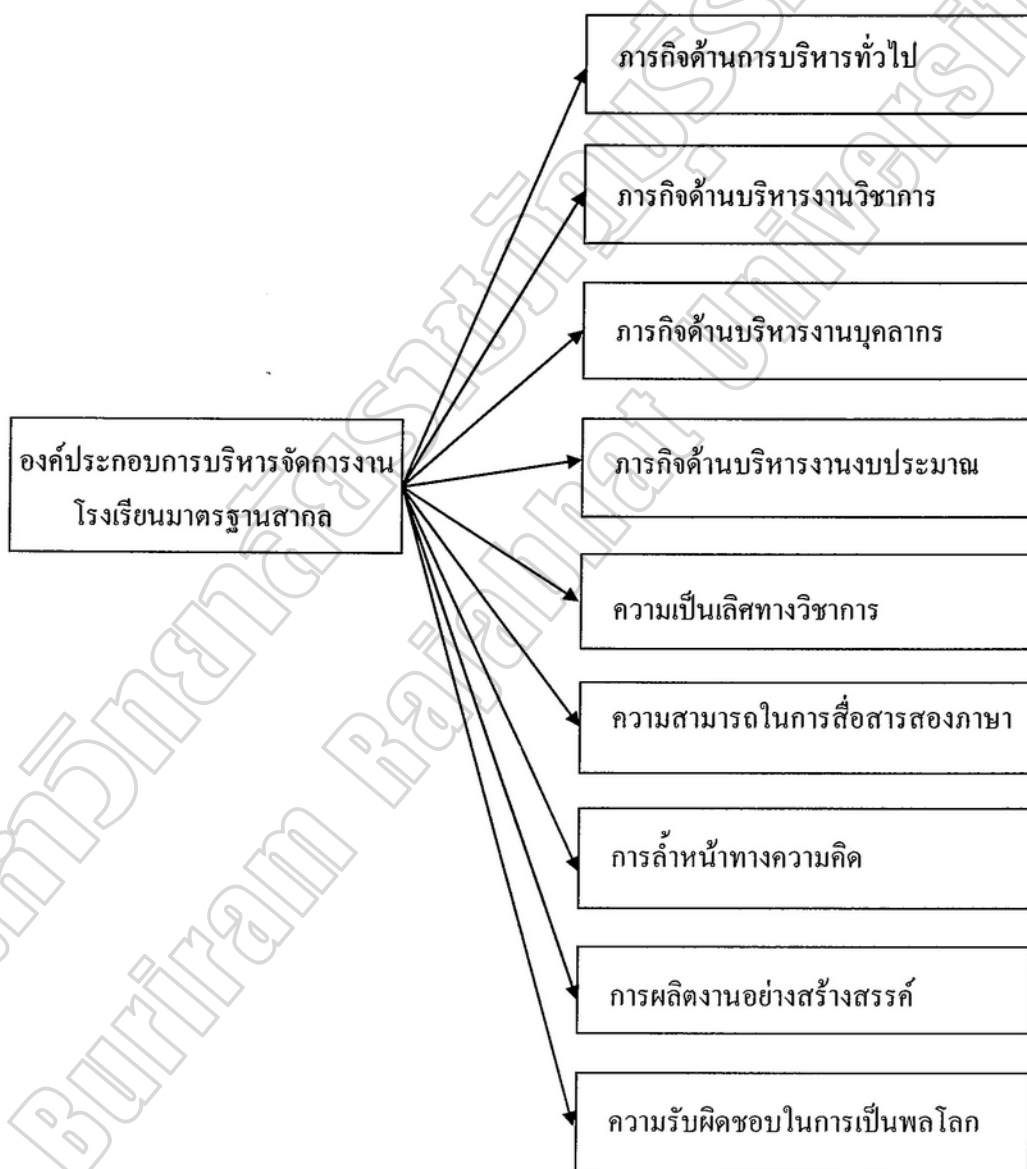 ภารกิจด้านการบริหารทั่วไป
ภารกิจด้านบริหารงานวิชาการ
ภารกิจด้านบริหารงานบุคลากร
องค์ประกอบการบริหารจัดการงาน
โรงเรียนมาตรฐานสากล
ภารกิจด้านบริหารงานงบประมาณ
ความเป็นเลิศทางวิชาการ
ความสามารถในการสื่อสารสองภาษา
การล้ำหน้าทางความคิด
การผลิตงานอย่างสร้างสรรค์
ความรับผิดชอบในการเป็นพลโลก
Buriram Rajabhat University